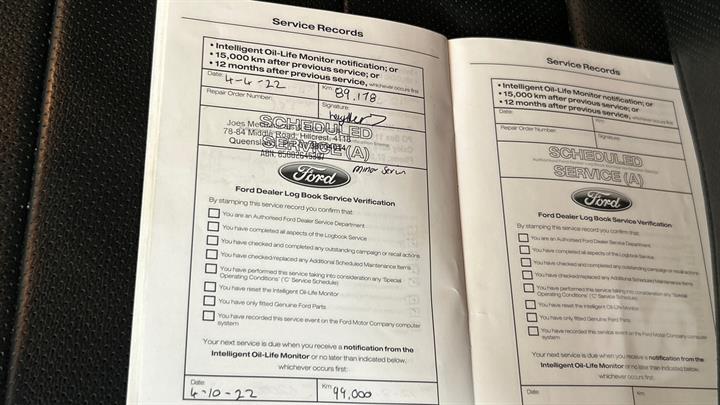 Service Records
• Intelligent Oil-Life Monitor notification; or
• 15,000 km after previous service; or
• 12 months after previous service, whichever occurs first
Date: 4-4-22
Km: 89,178
Repair Order Number:
Signature:
SCHEDULED
SERVICE (A)
Joes
78-84 Middle Road, Hillcrest, 4118
Queensland
Minor
Ford
Ford Dealer Log Book Service Verification
By stamping this service record you confirm that:
You are an Authorised Ford Dealer Service Department
You have completed all aspects of the Logbook Service
You have checked and completed any outstanding campaign or recall actions
You have checked/replaced any Additional Scheduled Maintenance Items
You have performed this service taking into consideration any 'Special
Operating Conditions' ('C' Service Schedule)
You have reset the Intelligent Oil-Life Monitor
You have only fitted Genuine Ford Parts
You have recorded this service event on the Ford Motor Company computer
system
Your next service is due when you receive a notification from the
Intelligent Oil-Life Monitor or no later than indicated below,
whichever occurs first:
Date: 4-10-22
Km: 99,000
Service Records
• Intelligent Oil-Life Monitor notification; or
• 15,000 km after previous service; or
• 12 months after previous service, whichever occurs first
Date:
Km:
Repair Order Number:
Signature:
SCHEDULED
SERVICE (A)
Ford
Ford Dealer Log Book Service Verification
By stamping this service record you confirm that:
You are an Authorised Ford Dealer Service Department
You have completed all aspects of the Logbook Service
You have checked and completed any outstanding campaign or recall actions
You have checked/replaced any Additional Scheduled Maintenance Items
You have performed this service taking into consideration any 'Special
Operating Conditions' ('C' Service Schedule)
You have reset the Intelligent Oil-Life Monitor
You have only fitted Genuine Ford Parts
You have recorded this service event on the Ford Motor Company computer
system
Your next service is due when you receive a notification from the
Intelligent Oil-Life Monitor or no later than indicated below,
whichever occurs first:
Date:
Km: